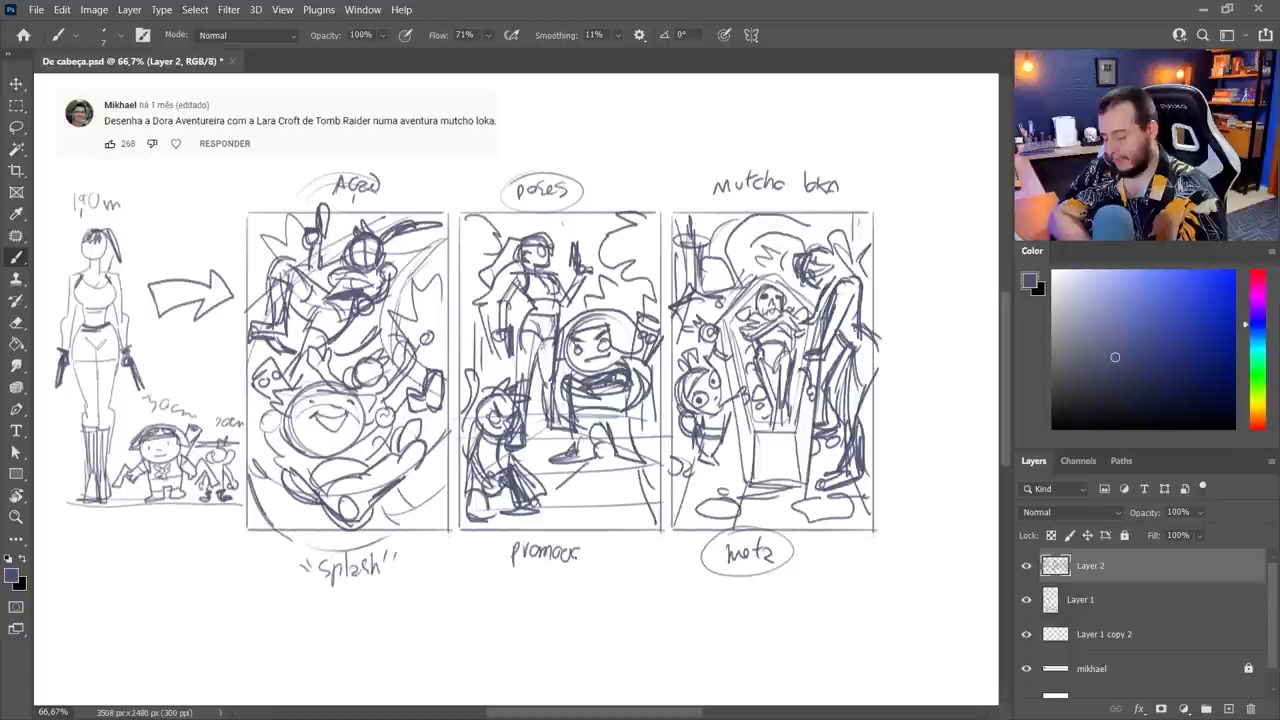 Ps File Edit Image Layer Type Select Filter 3D View Plugins Window Help
7 Mode: Normal Opacity: 100% Flow: 71% Smoothing: 11% 0°
De cabeça.psd @ 66,7% (Layer 2, RGB/8) *
Mikhael há 1 mês (editado)
Desenha a Dora Aventureira com a Lara Croft de Tomb Raider numa aventura mutcho loka.
268 RESPONDER
Ação
poses
Mutcho loka
1,90m
"splash"
meta
Color
Layers Channels Paths
Kind
Normal Opacity: 100%
Lock: Fill: 100%
Layer 2
Layer 1
Layer 1 copy 2
mikhael
66,67% 3508 px x 2480 px (300 ppi)